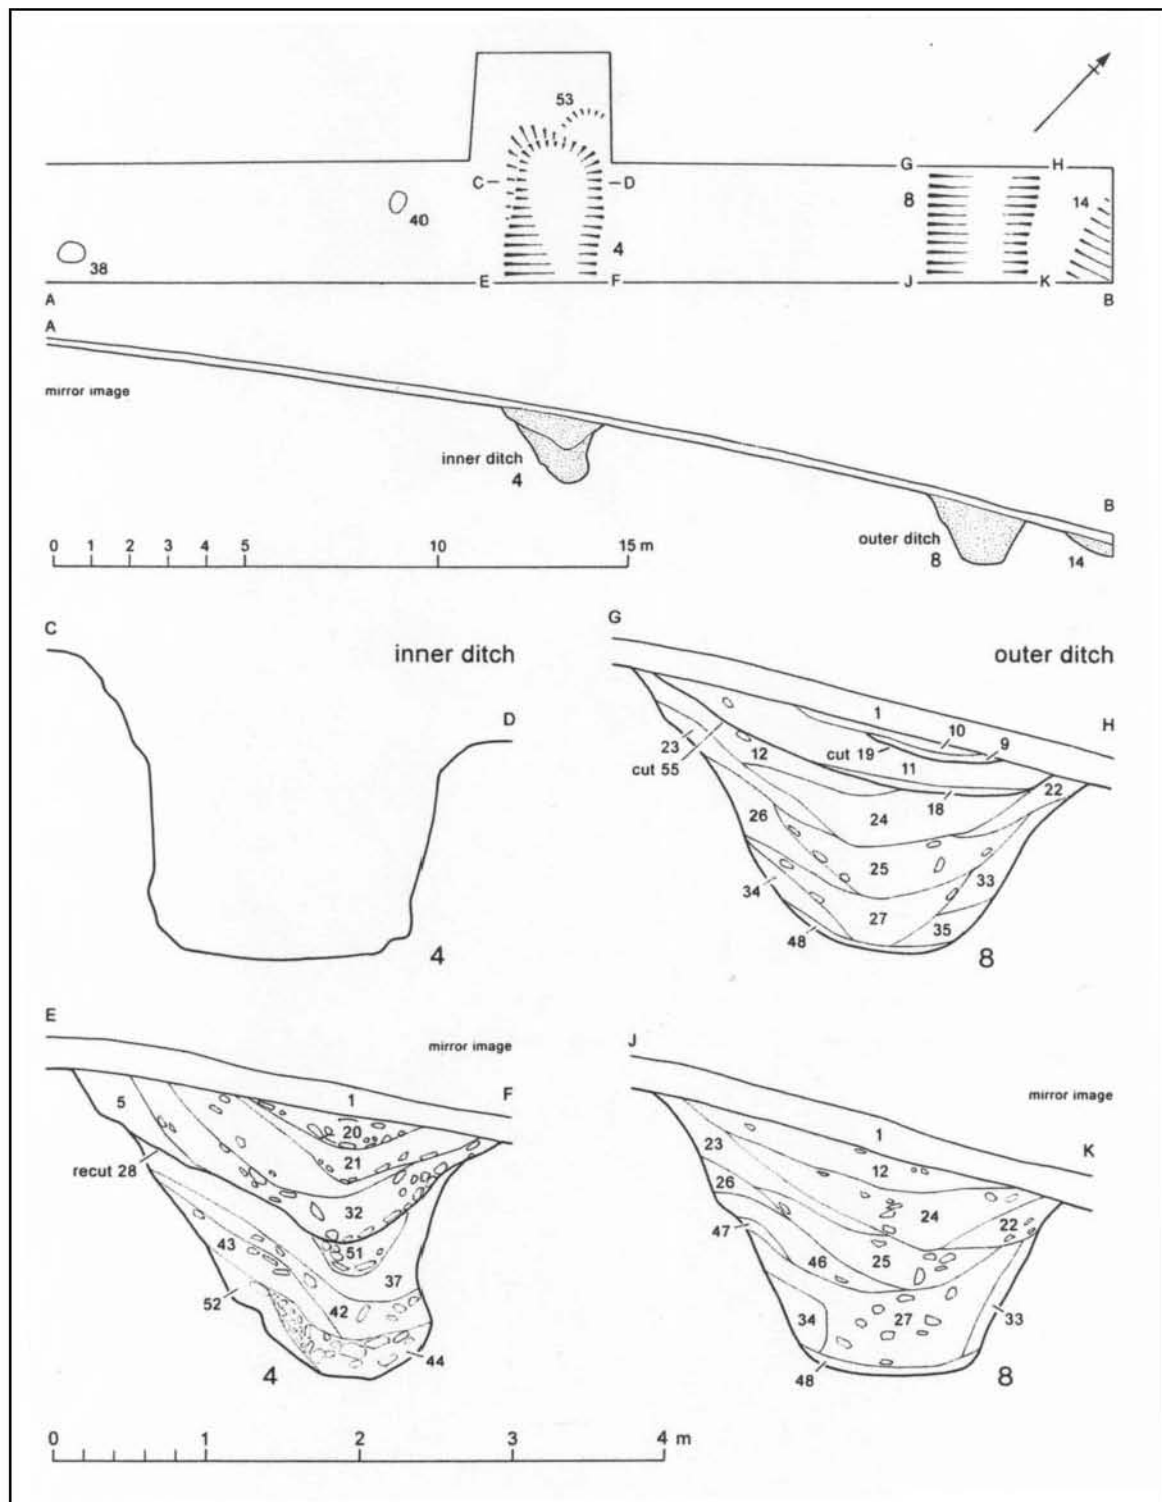 53
G H
C D 8 14
40
4
38
E F J K
A B
A
mirror image
inner ditch
4
B
outer ditch
8
14
0 1 2 3 4 5 10 15 m
C
inner ditch
D
G
outer ditch
H
1
10
9
cut 19
23
12
11
cut 55
22
18
24
26
25
33
34
27
35
48
4
8
E
mirror image
F
1
5
20
21
recut 28
32
51
43
37
52
42
44
4
J
mirror image
K
1
23
12
26
24
22
47
46
25
34
27
33
48
8
0 1 2 3 4 m